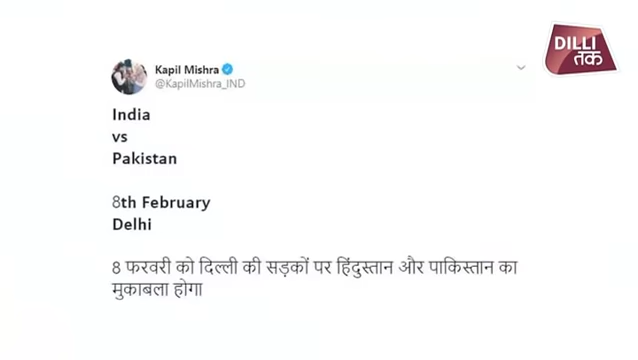 DILLI
तक
Kapil Mishra
@KapilMishra_IND
India
vs
Pakistan
8th February
Delhi
8 फरवरी को दिल्ली की सड़कों पर हिंदुस्तान और पाकिस्तान का
मुकाबला होगा